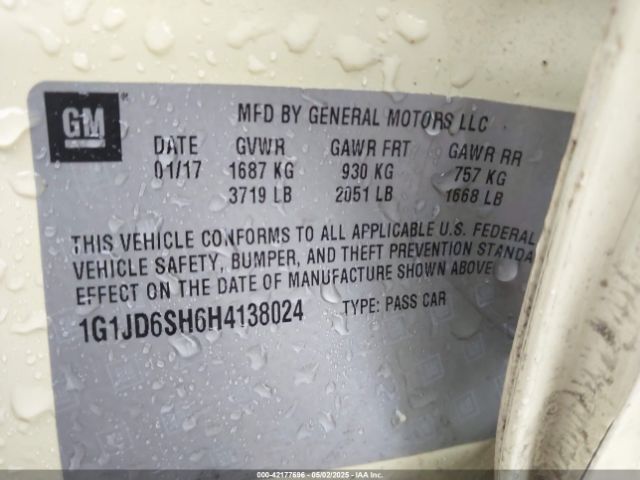 GM
MFD BY GENERAL MOTORS LLC
DATE GVWR GAWR FRT GAWR RR
01/17 1687 KG 930 KG 757 KG
3719 LB 2051 LB 1668 LB
THIS VEHICLE CONFORMS TO ALL APPLICABLE U.S. FEDERAL
VEHICLE SAFETY, BUMPER, AND THEFT PREVENTION STANDA
EFFECT ON THE DATE OF MANUFACTURE SHOWN ABOVE.
1G1JD6SH6H4138024 TYPE: PASS CAR
000-42177696 - 05/02/2025 - IAA Inc.